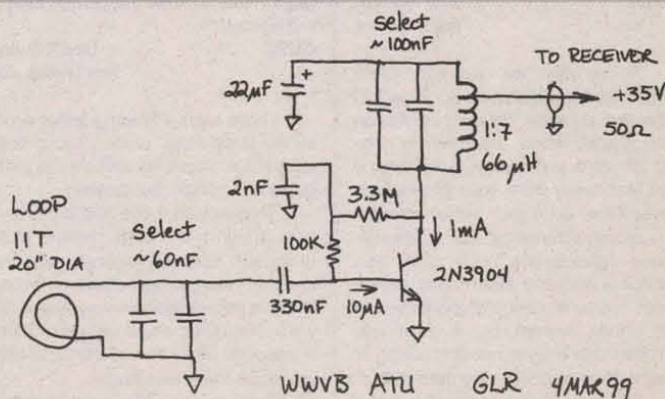 select
~100nF
22µF
+
TO RECEIVER
+35V
50Ω
1:7
66µH
2nF
3.3M
1mA
LOOP
11T
20" DIA
select
~60nF
100K
330nF
10µA
2N3904
WWVB ATU GLR 4MAR99